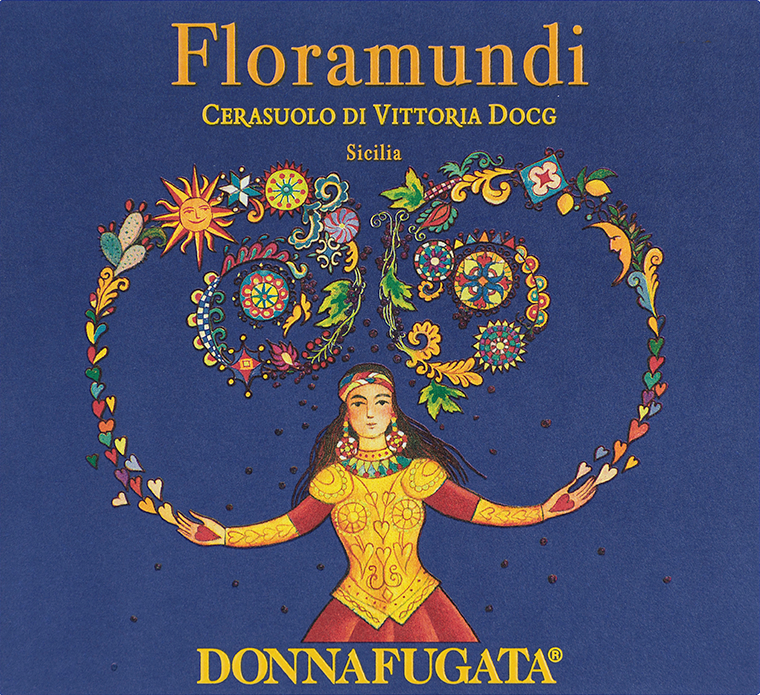 Floramundi
CERASUOLO DI VITTORIA DOCG
Sicilia
DONNAFUGATA®